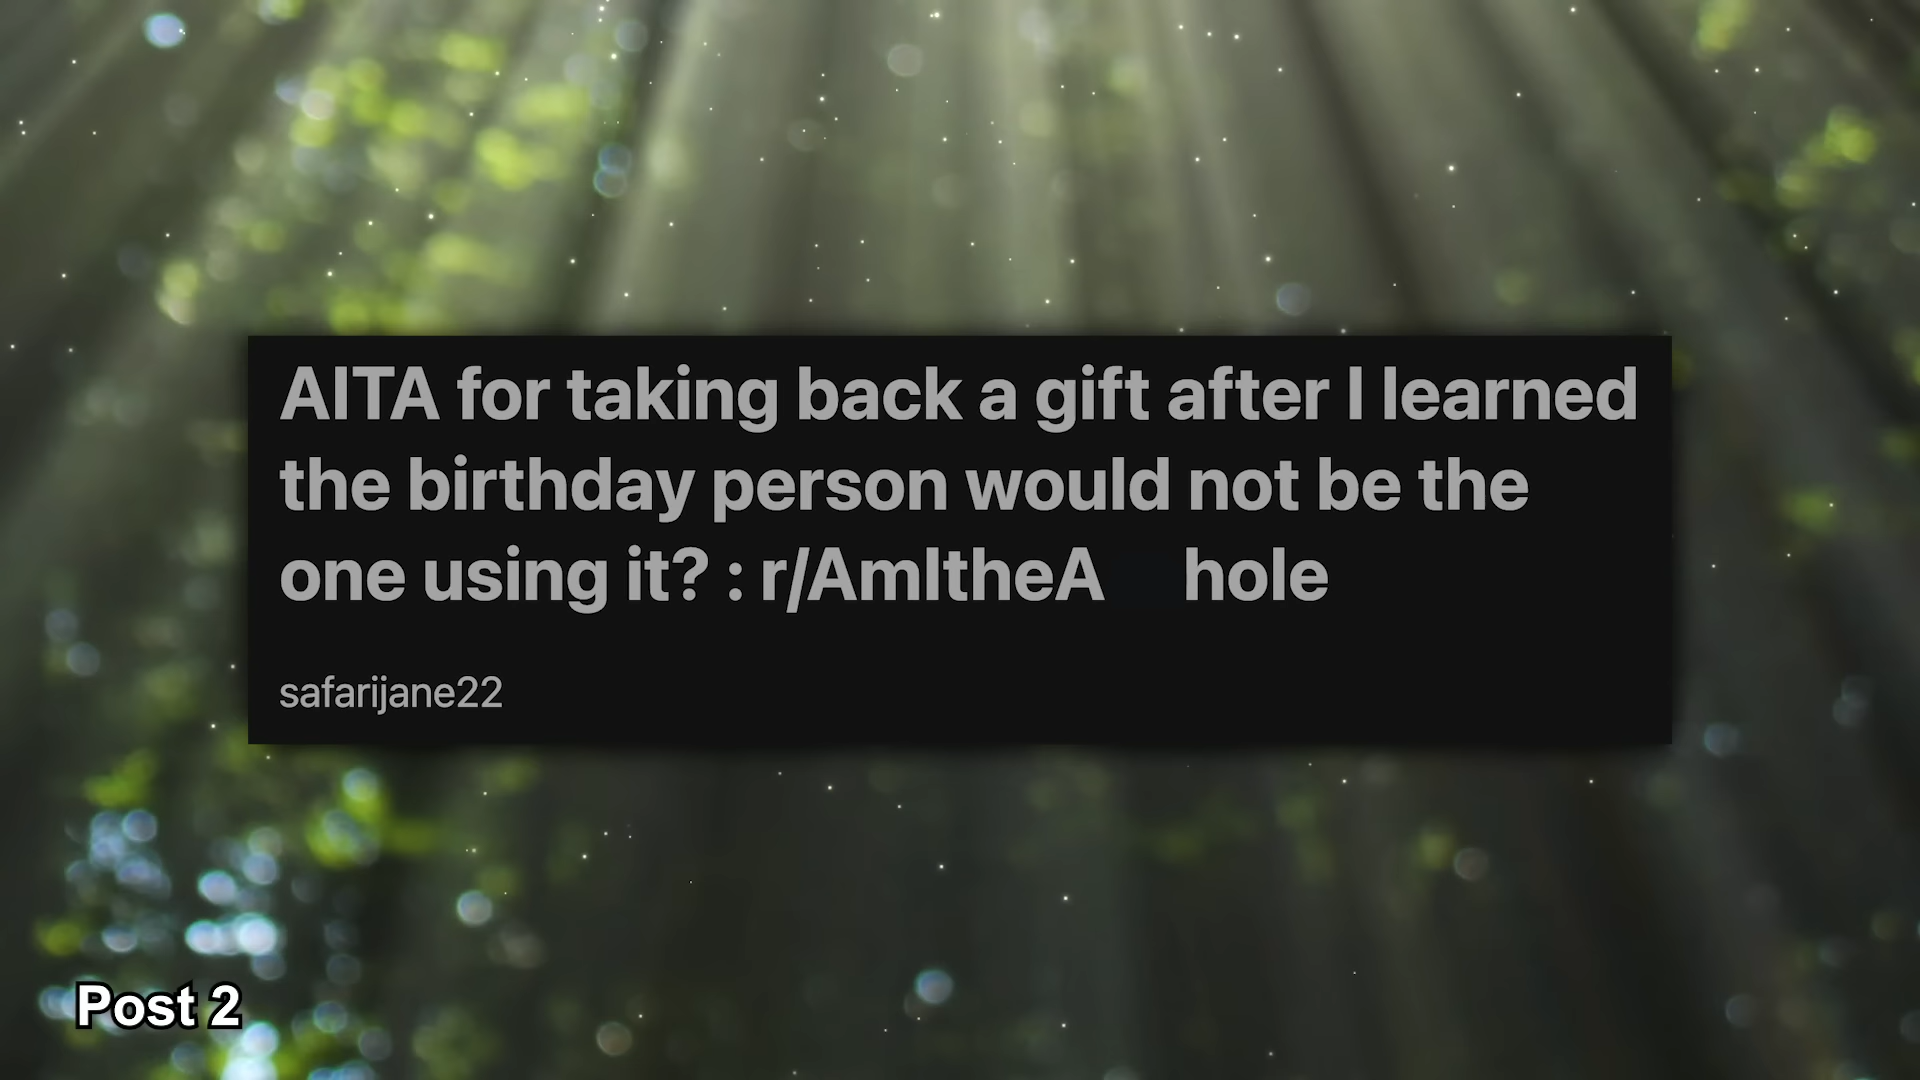 AITA for taking back a gift after I learned
the birthday person would not be the
one using it? : r/AmItheA hole
safarijane22
Post 2